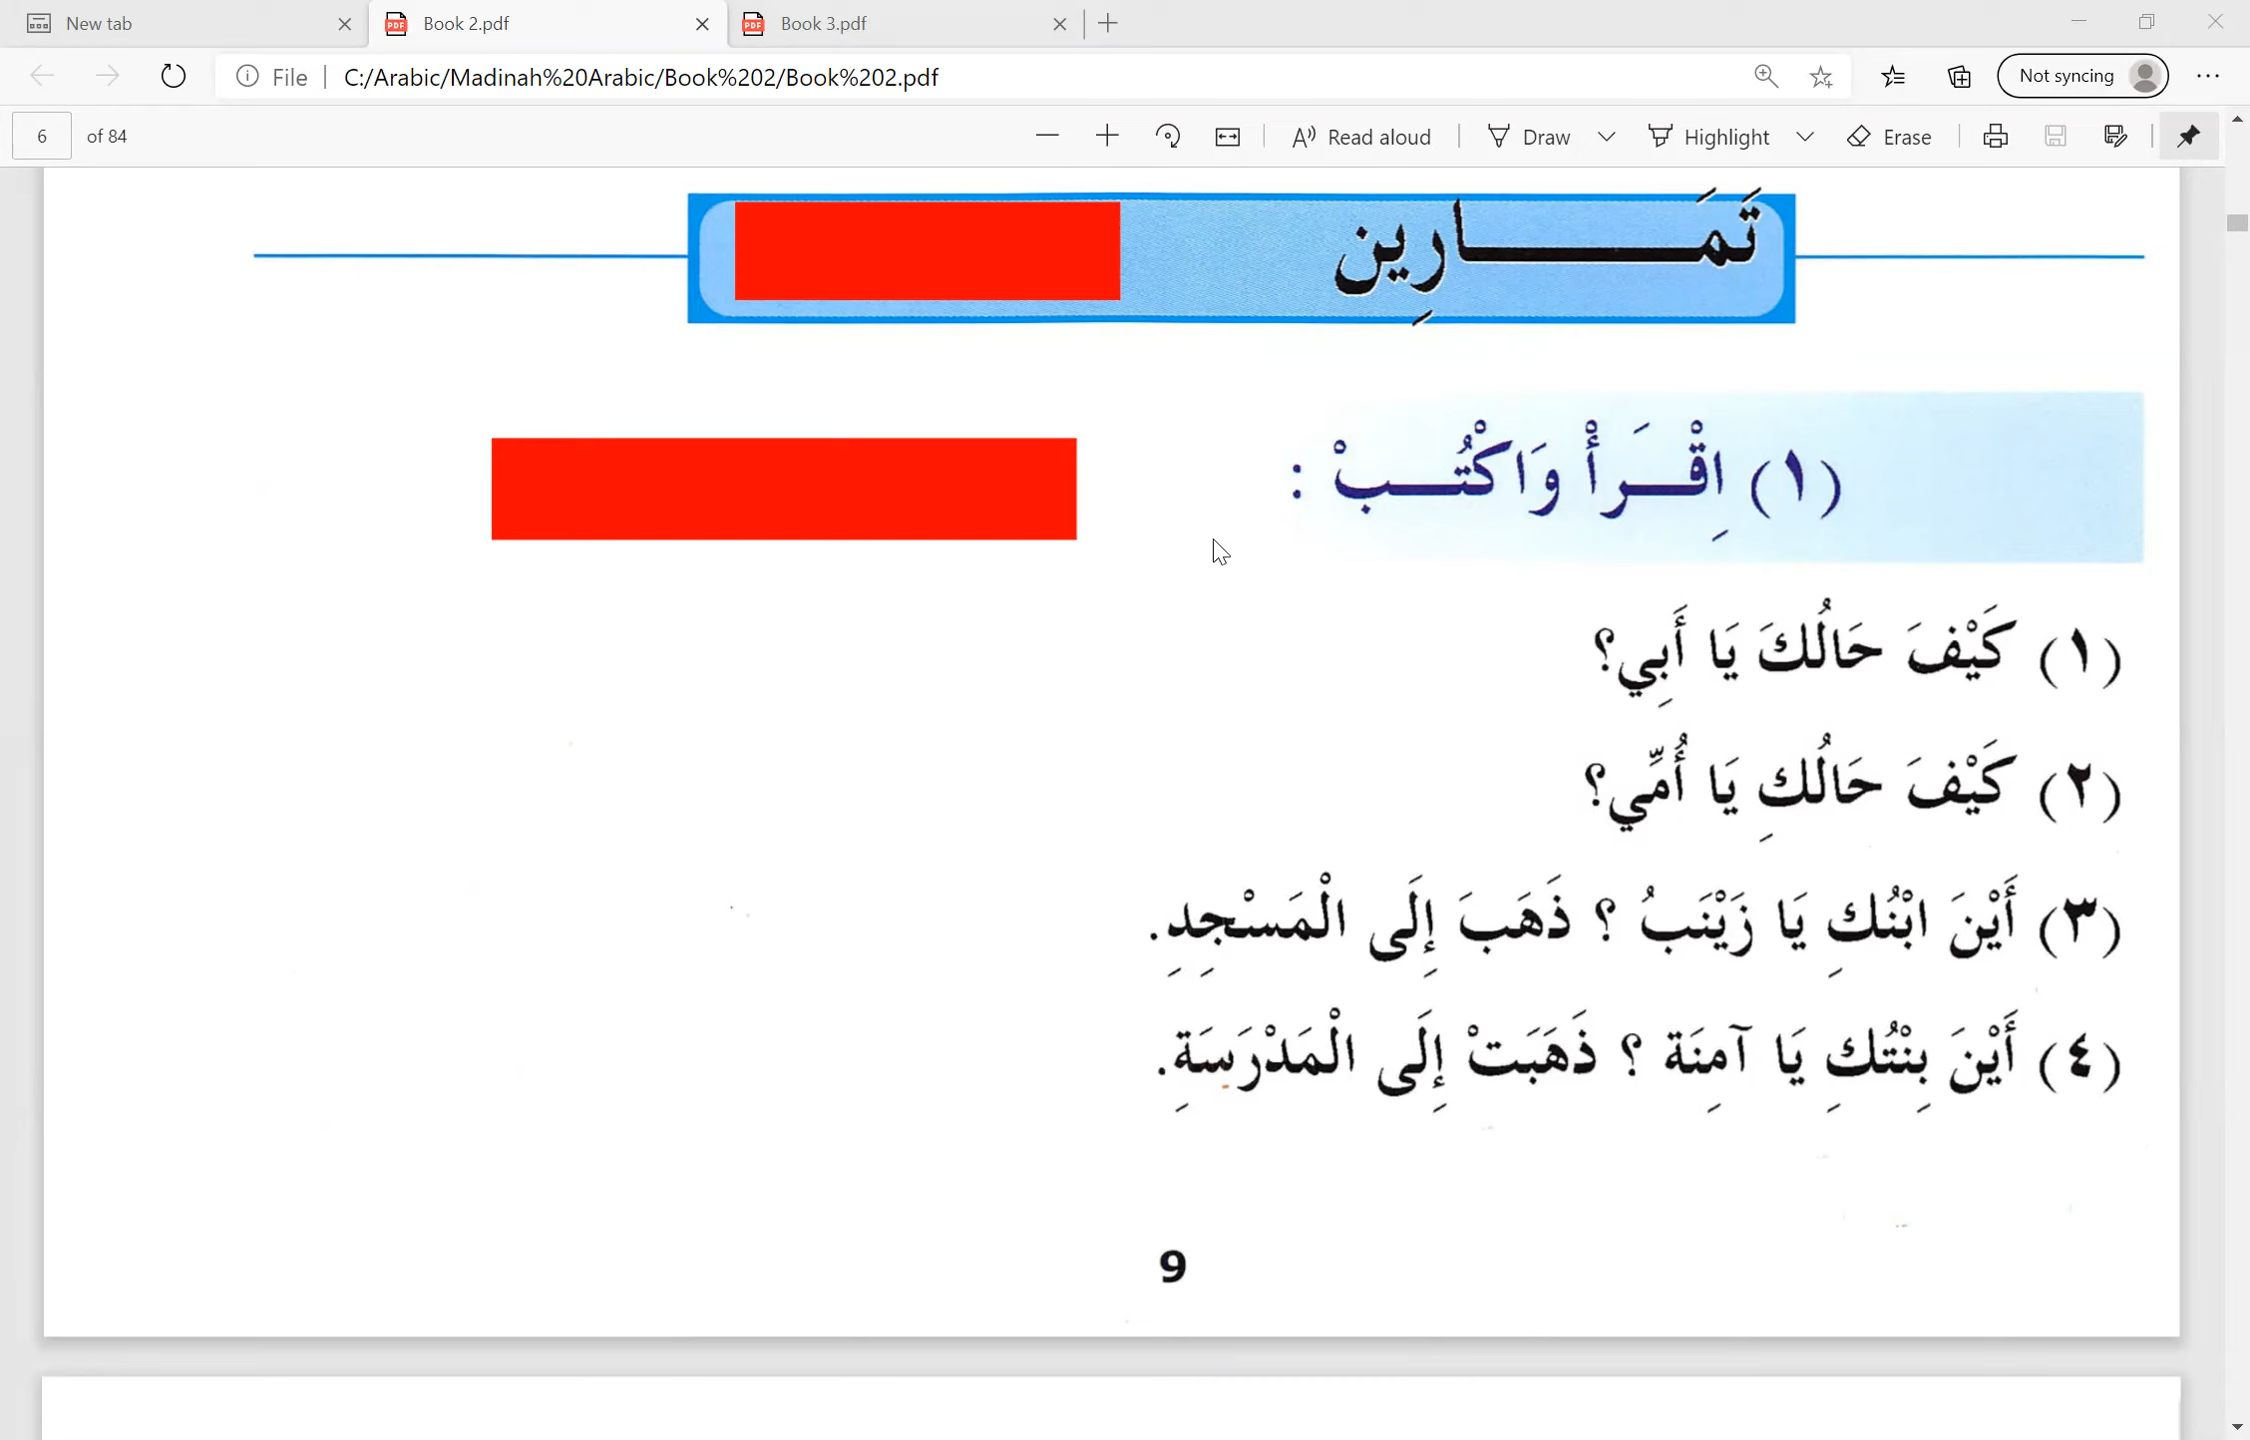 New tab
Book 2.pdf
Book 3.pdf
File
C:/Arabic/Madinah%20Arabic/Book%202/Book%202.pdf
Not syncing
6 of 84
Read aloud
Draw
Highlight
Erase
تَمَـــــارِين
(١) اِقْـــرَأْ وَاكْتُـــبْ :
(١) كَيْفَ حَالُكَ يَا أَبِي؟
(٢) كَيْفَ حَالُكِ يَا أُمِّي؟
(٣) أَيْنَ ابْنُكِ يَا زَيْنَبُ ؟ ذَهَبَ إِلَى الْمَسْجِدِ.
(٤) أَيْنَ بِنْتُكِ يَا آمِنَة ؟ ذَهَبَتْ إِلَى الْمَدْرَسَةِ.
9